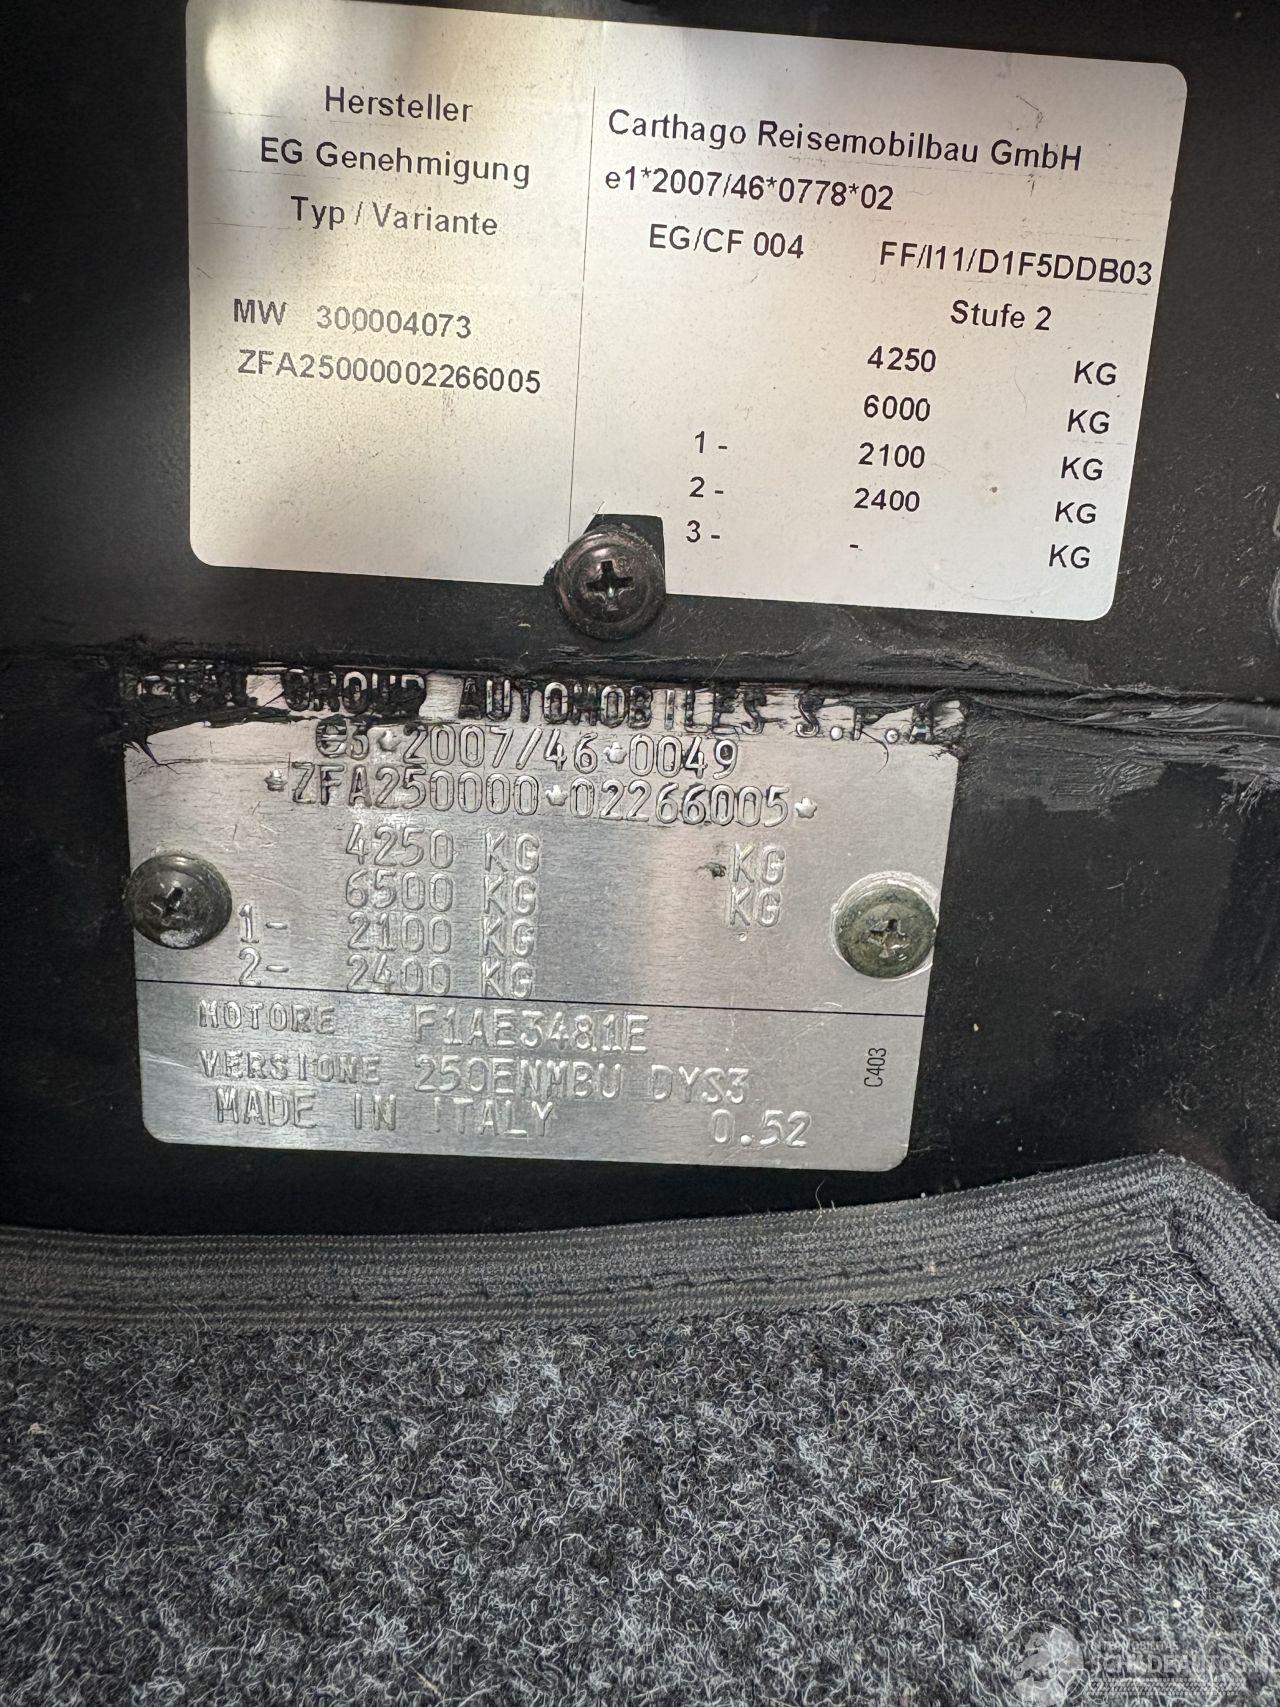 Hersteller Carthago Reisemobilbau GmbH
EG Genehmigung e1*2007/46*0778*02
Typ / Variante EG/CF 004 FF/I11/D1F5DDB03
Stufe 2
MW 300004073 4250 KG
ZFA25000002266005 6000 KG
1 - 2100 KG
2 - 2400 KG
3 - - KG
GROUP AUTOMOBILES S.P.A
e3*2007/46*0049
*ZFA250000*02266005*
4250 KG KG
6500 KG KG
1- 2100 KG
2- 2400 KG
MOTORE F1AE3481E
VERSIONE 250ENMBU DYS3
MADE IN ITALY 0.52
C403
SCHADEAUTOS.NL